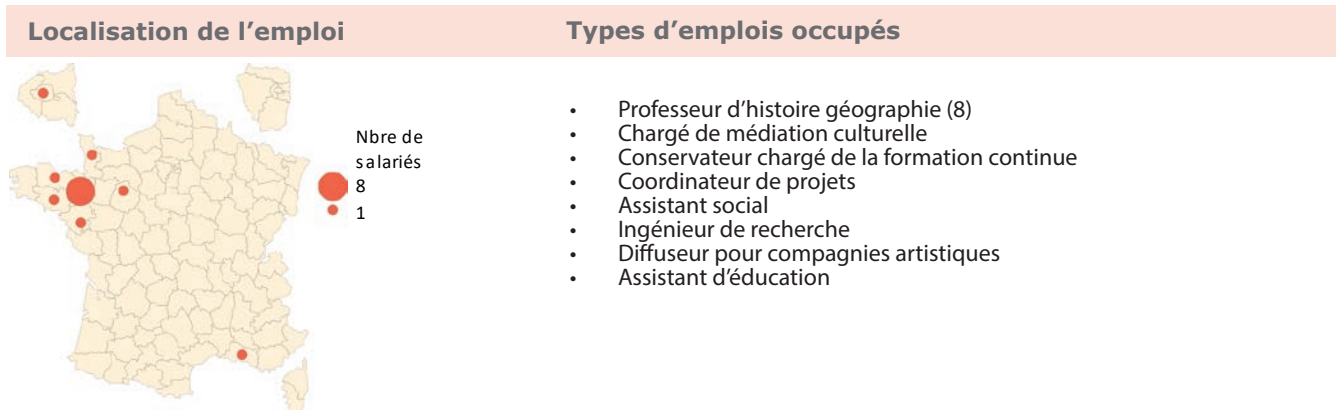 Localisation de l'emploi
Types d'emplois occupés
Nbre de
salariés
8
1
• Professeur d'histoire géographie (8)
• Chargé de médiation culturelle
• Conservateur chargé de la formation continue
• Coordinateur de projets
• Assistant social
• Ingénieur de recherche
• Diffuseur pour compagnies artistiques
• Assistant d'éducation